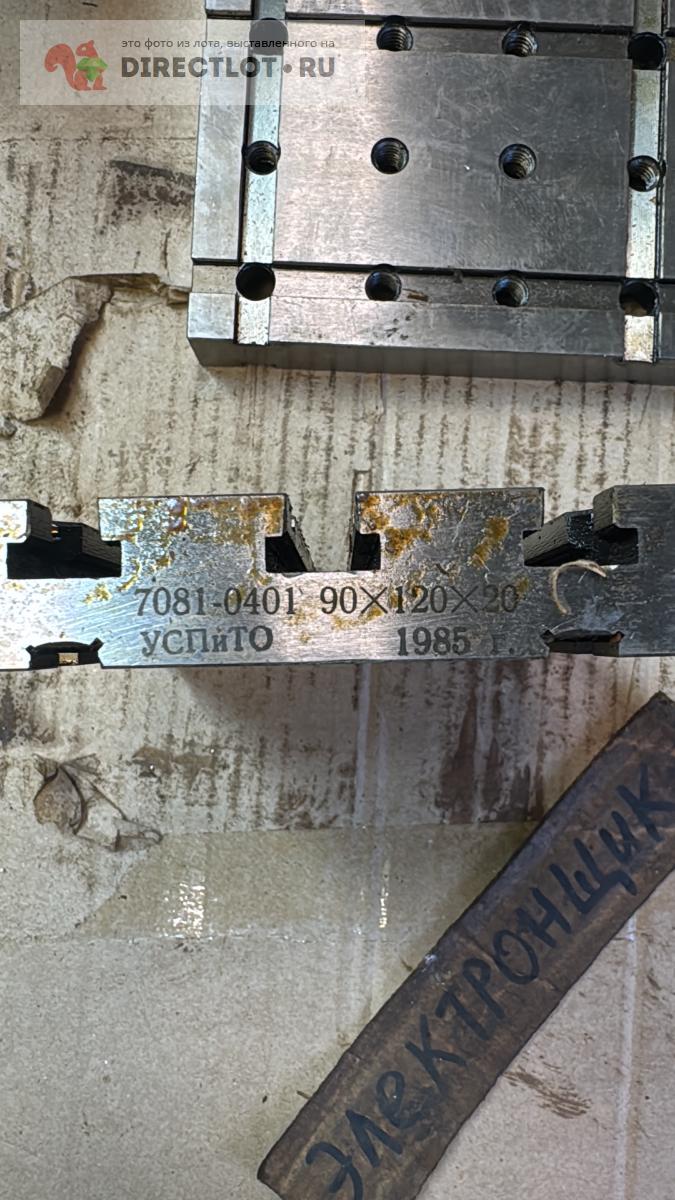 это фото из лота, выставленного на
DIRECTLOT.RU
7081-0401 90×120×20
УСПиТО 1985 г.
ЭЛЕКТРОНЩИК